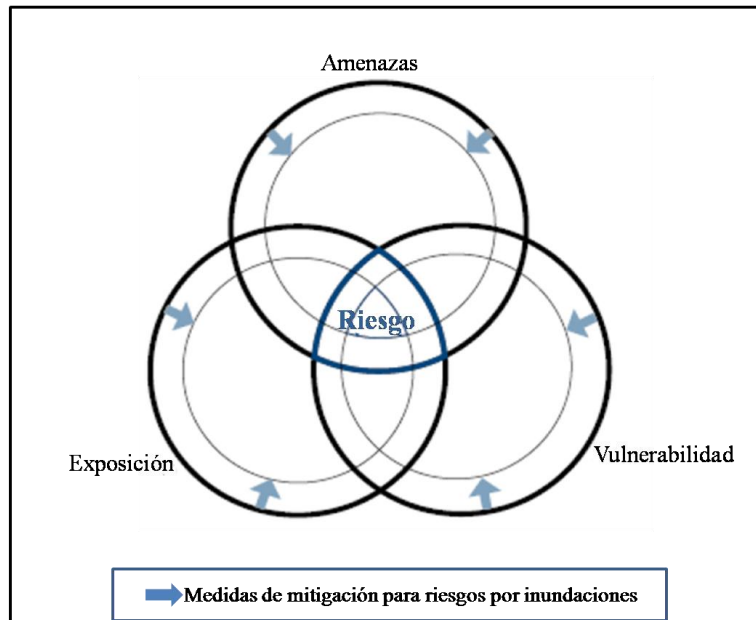 Amenazas
Riesgo
Exposición
Vulnerabilidad
Medidas de mitigación para riesgos por inundaciones